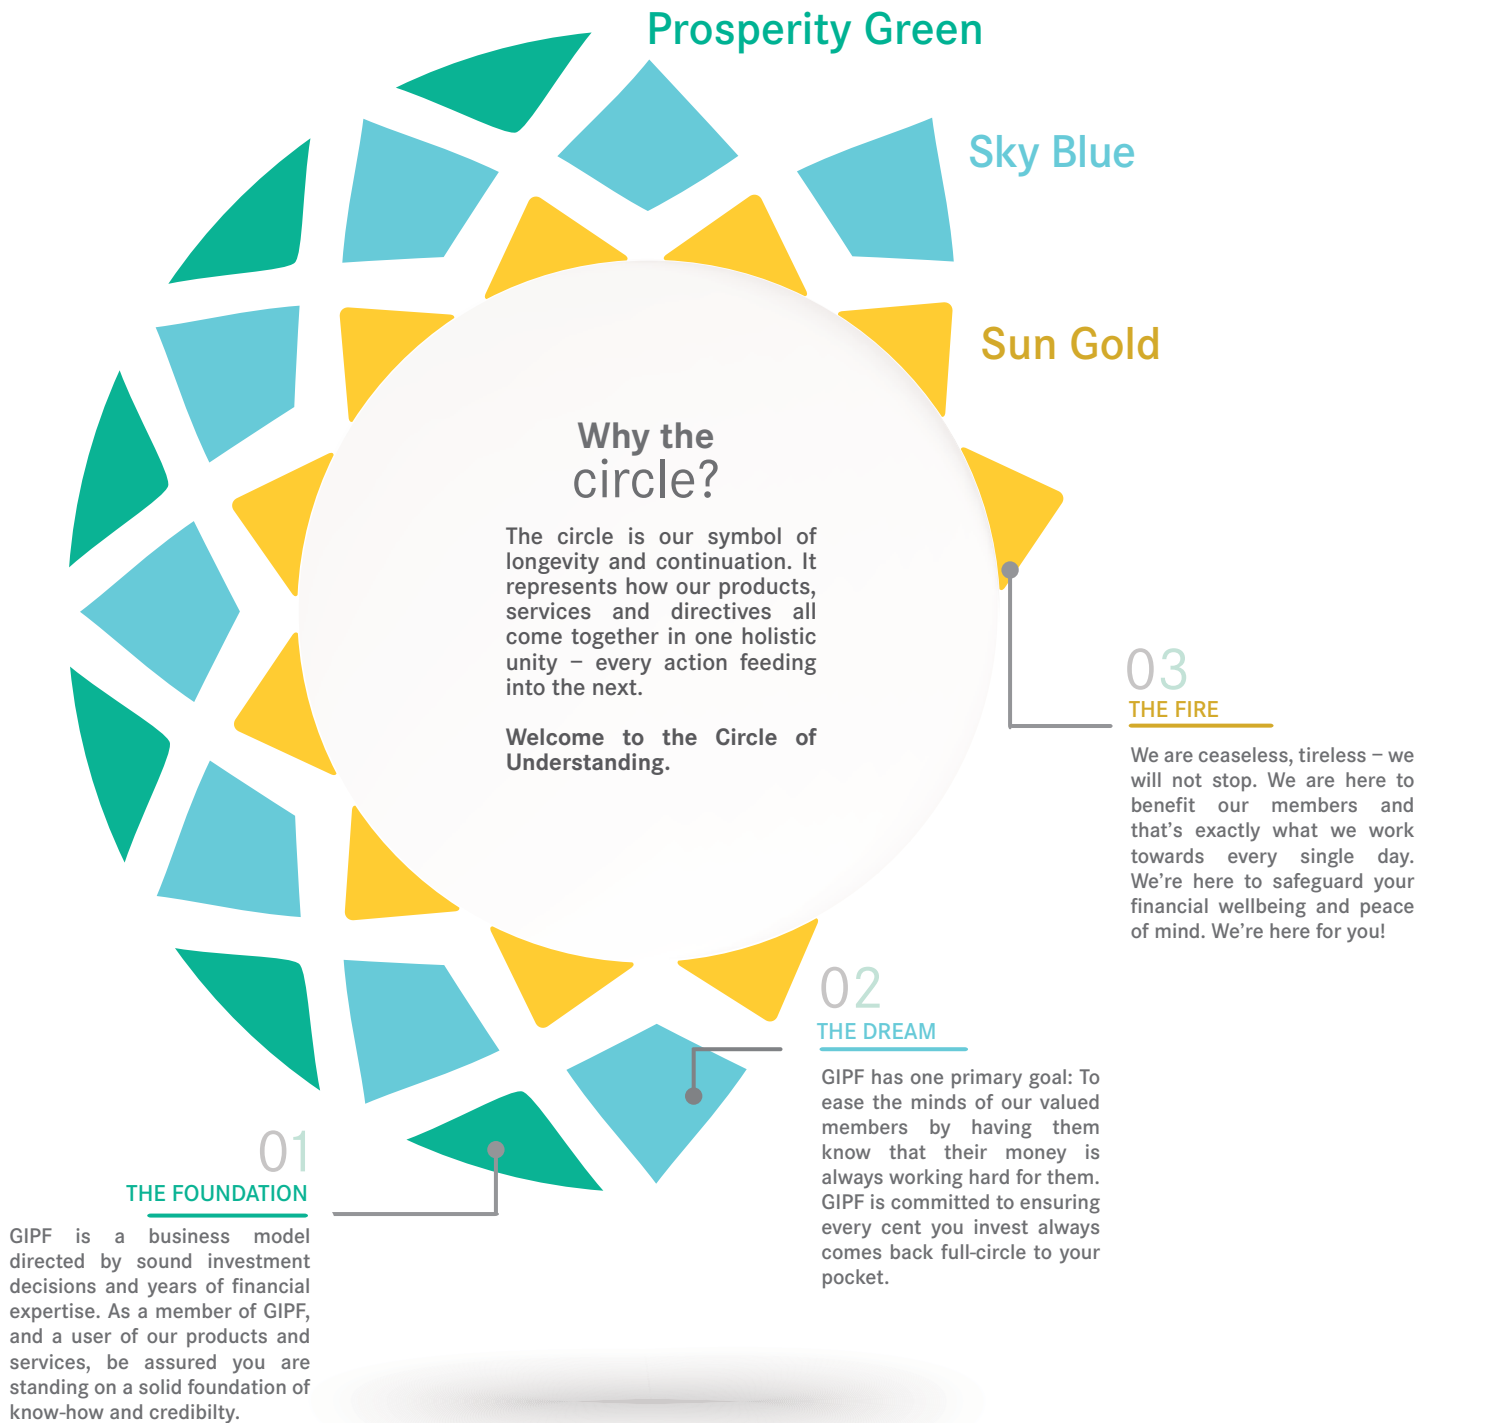 Prosperity Green
Sky Blue
Sun Gold
Why the
circle?
The circle is our symbol of
longevity and continuation. It
represents how our products,
services and directives all
come together in one holistic
unity – every action feeding
into the next.
Welcome to the Circle of
Understanding.
03
THE FIRE
We are ceaseless, tireless – we
will not stop. We are here to
benefit our members and
that's exactly what we work
towards every single day.
We're here to safeguard your
financial wellbeing and peace
of mind. We're here for you!
02
THE DREAM
GIPF has one primary goal: To
ease the minds of our valued
members by having them
know that their money is
always working hard for them.
GIPF is committed to ensuring
every cent you invest always
comes back full-circle to your
pocket.
01
THE FOUNDATION
GIPF is a business model
directed by sound investment
decisions and years of financial
expertise. As a member of GIPF,
and a user of our products and
services, be assured you are
standing on a solid foundation of
know-how and credibilty.